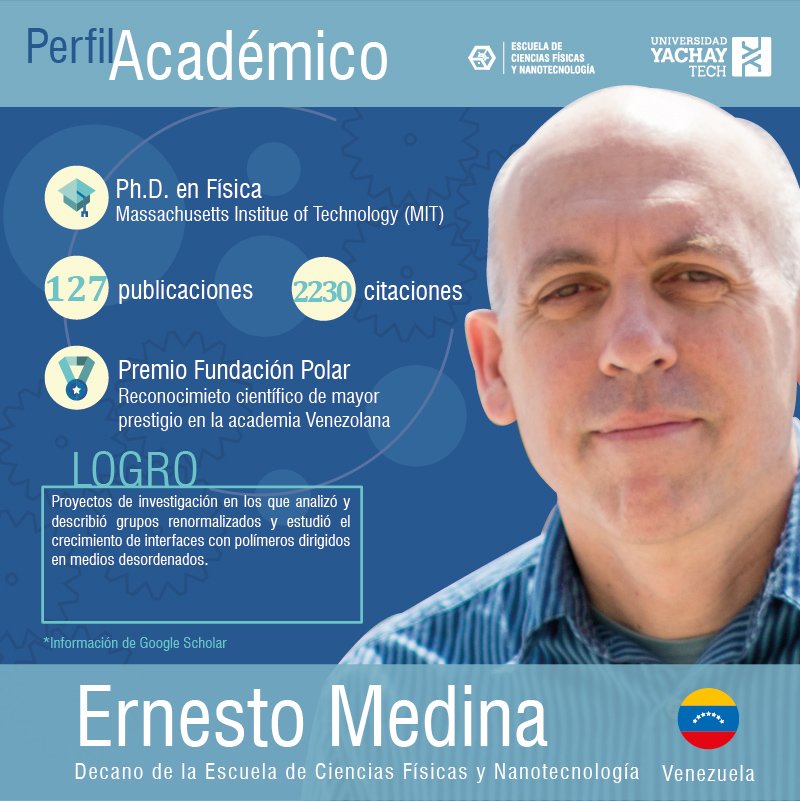 Perfil Académico
ESCUELA DE
CIENCIAS FÍSICAS
Y NANOTECNOLOGÍA
UNIVERSIDAD
YACHAY
TECH
Ph.D. en Física
Massachusetts Institue of Technology (MIT)
127 publicaciones
2230 citaciones
Premio Fundación Polar
Reconocimieto científico de mayor
prestigio en la academia Venezolana
LOGRO
Proyectos de investigación en los que analizó y
describió grupos renormalizados y estudió el
crecimiento de interfaces con polímeros dirigidos
en medios desordenados.
*Información de Google Scholar
Ernesto Medina
Decano de la Escuela de Ciencias Físicas y Nanotecnología
Venezuela